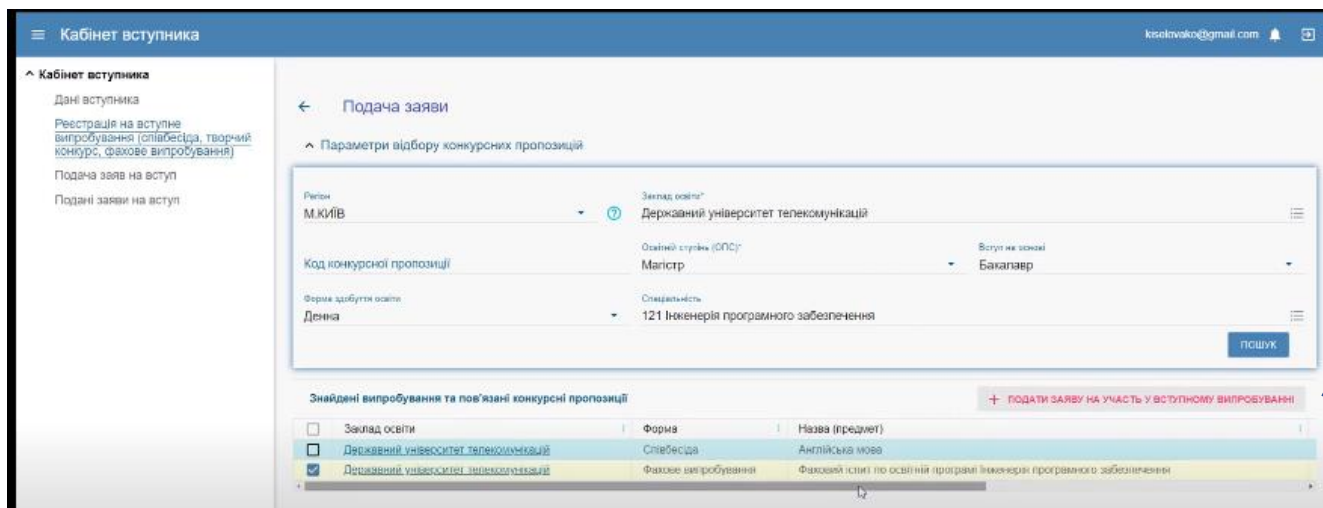 Кабінет вступника
kiselovako@gmail.com
Кабінет вступника
Дані вступника
Реєстрація на вступне
випробування (співбесіда, творчий
конкурс, фахове випробування)
Подача заяв на вступ
Подані заяви на вступ
Подача заяви
Параметри відбору конкурсних пропозицій
Регіон
М.КИЇВ
Заклад освіти*
Державний університет телекомунікацій
Код конкурсної пропозиції
Освітній ступінь (ОПС)*
Магістр
Вступ на основі
Бакалавр
Форма здобуття освіти
Денна
Спеціальність
121 Інженерія програмного забезпечення
ПОШУК
Знайдені випробування та пов'язані конкурсні пропозиції
+ ПОДАТИ ЗАЯВУ НА УЧАСТЬ У ВСТУПНОМУ ВИПРОБУВАННІ
Заклад освіти Форма Назва (предмет)
Державний університет телекомунікацій Співбесіда Англійська мова
Державний університет телекомунікацій Фахове випробування Фаховий іспит по освітній програмі Інженерія програмного забезпечення